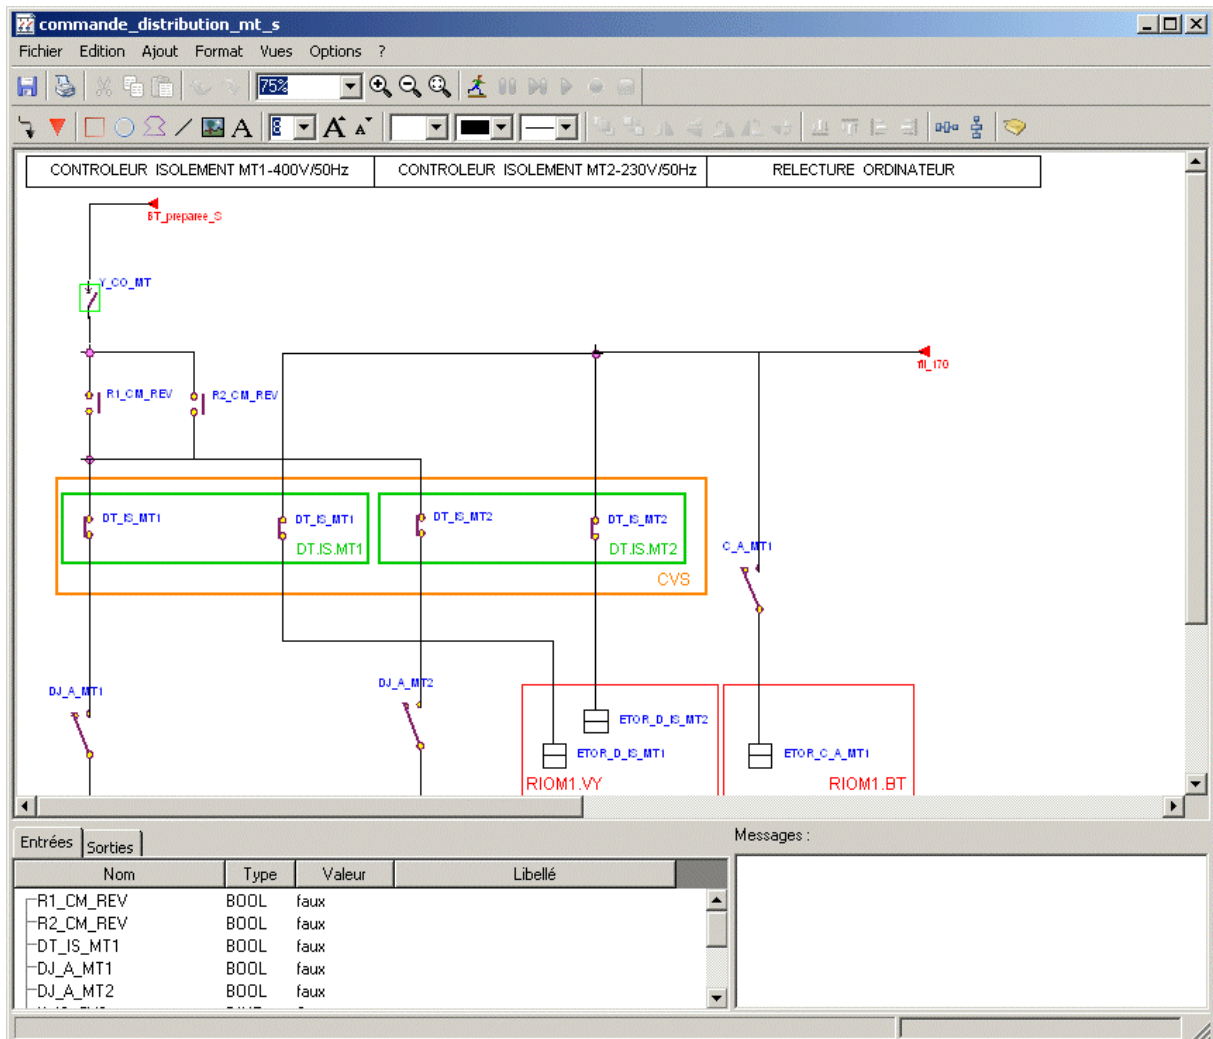 commande_distribution_mt_s
Fichier Edition Ajout Format Vues Options ?
75%
A 8 A A
CONTROLEUR ISOLEMENT MT1-400V/50Hz CONTROLEUR ISOLEMENT MT2-230V/50Hz RELECTURE ORDINATEUR
BT_preparee_S
Y_CO_MT
fil_170
R1_CM_REV R2_CM_REV
DT_IS_MT1 DT_IS_MT1 DT_IS_MT2 DT_IS_MT2
DT.IS.MT1 DT.IS.MT2 C_A_MT1
CVS
DJ_A_MT1 DJ_A_MT2
ETOR_D_IS_MT2
ETOR_D_IS_MT1 ETOR_C_A_MT1
RIOM1.VY RIOM1.BT
Entrées Sorties Messages :
Nom Type Valeur Libellé
R1_CM_REV BOOL faux
R2_CM_REV BOOL faux
DT_IS_MT1 BOOL faux
DJ_A_MT1 BOOL faux
DJ_A_MT2 BOOL faux